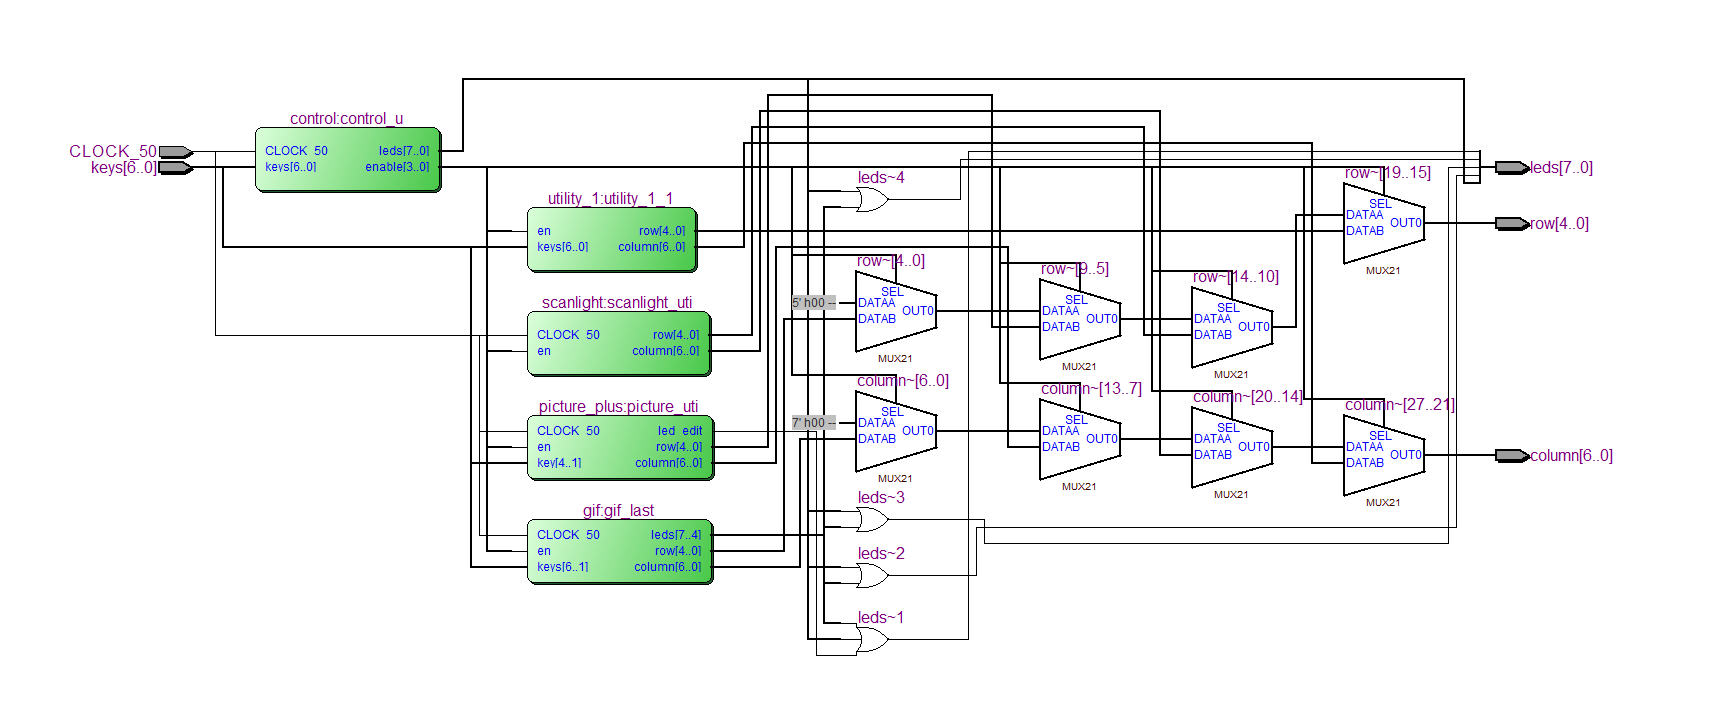 CLOCK_50
keys[6..0]
control:control_u
CLOCK_50 leds[7..0]
keys[6..0] enable[3..0]
utility_1:utility_1_1
en row[4..0]
keys[6..0] column[6..0]
scanlight:scanlight_uti
CLOCK_50 row[4..0]
en column[6..0]
picture_plus:picture_uti
CLOCK_50 led_edit
en row[4..0]
key[4..1] column[6..0]
gif:gif_last
CLOCK_50 leds[7..4]
en row[4..0]
keys[6..1] column[6..0]
leds~4
row~[4..0]
SEL
5' h00 --
DATAA
OUT0
DATAB
MUX21
column~[6..0]
SEL
7' h00 --
DATAA
OUT0
DATAB
MUX21
leds~3
leds~2
leds~1
row~[9..5]
SEL
DATAA
OUT0
DATAB
MUX21
column~[13..7]
SEL
DATAA
OUT0
DATAB
MUX21
row~[14..10]
SEL
DATAA
OUT0
DATAB
MUX21
column~[20..14]
SEL
DATAA
OUT0
DATAB
MUX21
row~[19..15]
SEL
DATAA
OUT0
DATAB
MUX21
column~[27..21]
SEL
DATAA
OUT0
DATAB
MUX21
leds[7..0]
row[4..0]
column[6..0]